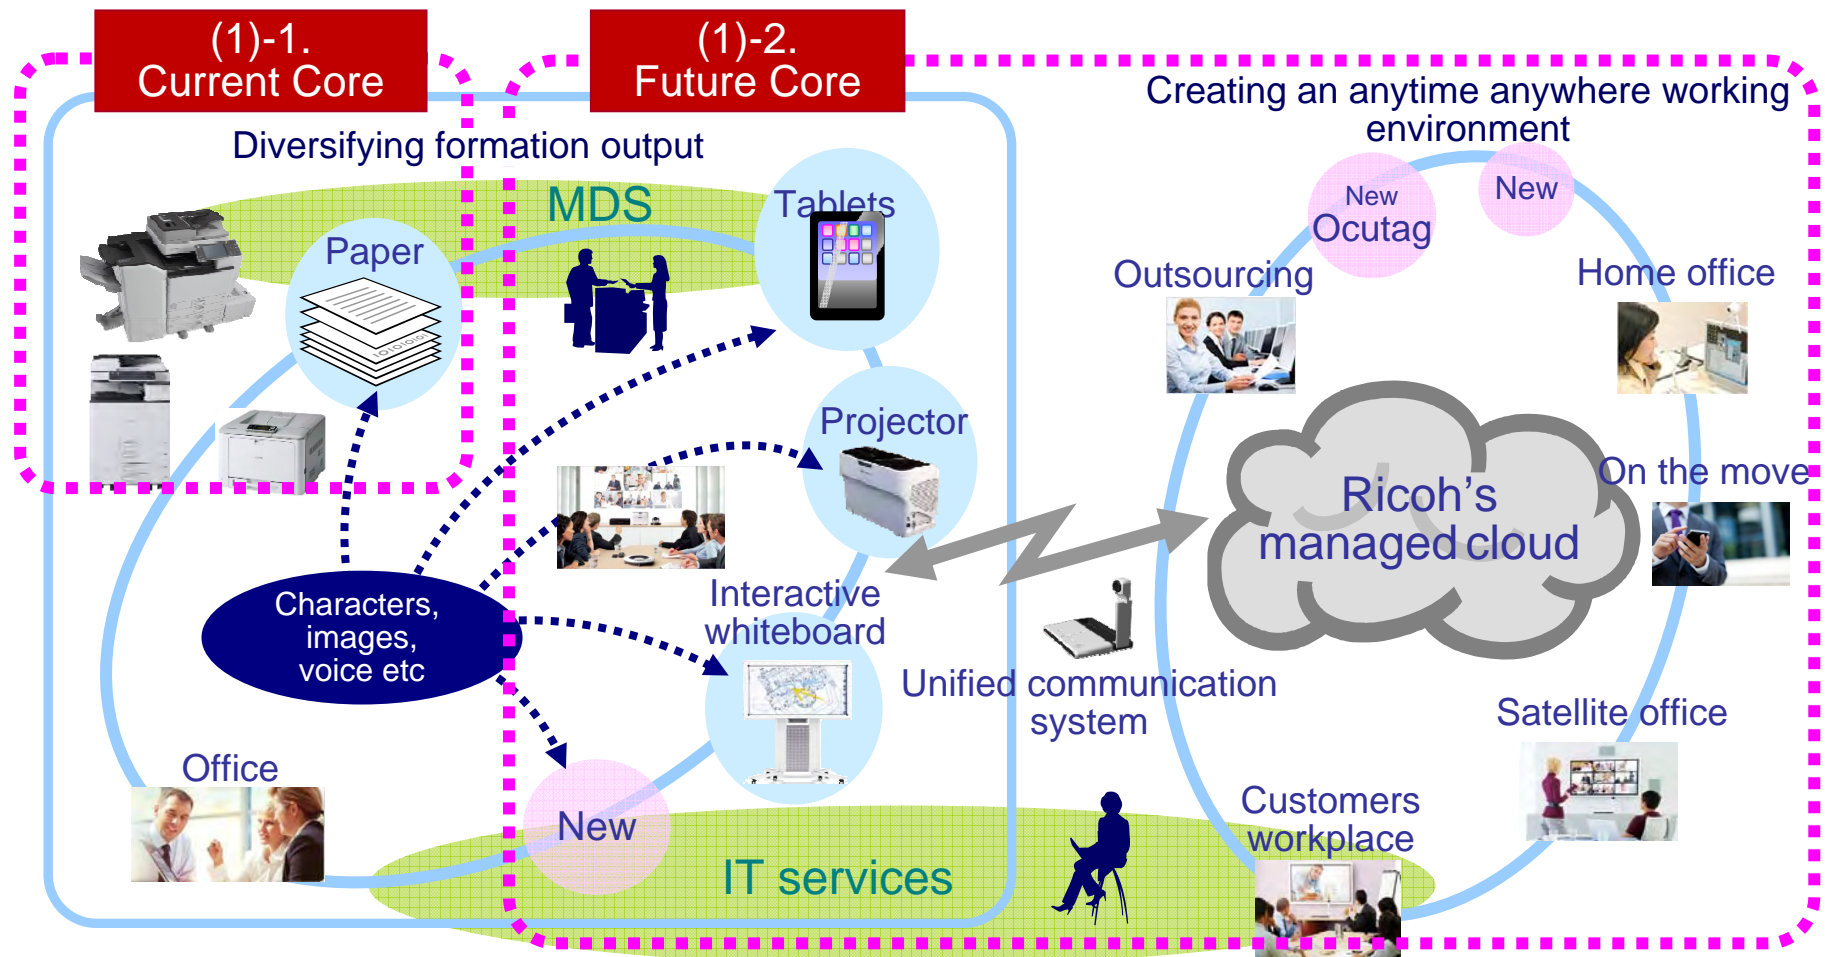 (1)-1.
Current Core
(1)-2.
Future Core
Creating an anytime anywhere working
environment
Diversifying formation output
MDS
Tablets
Paper
New
Ocutag
New
Outsourcing
Home office
Projector
On the move
Ricoh's
managed cloud
Characters,
images,
voice etc
Interactive
whiteboard
Unified communication
system
Satellite office
Office
New
Customers
workplace
IT services